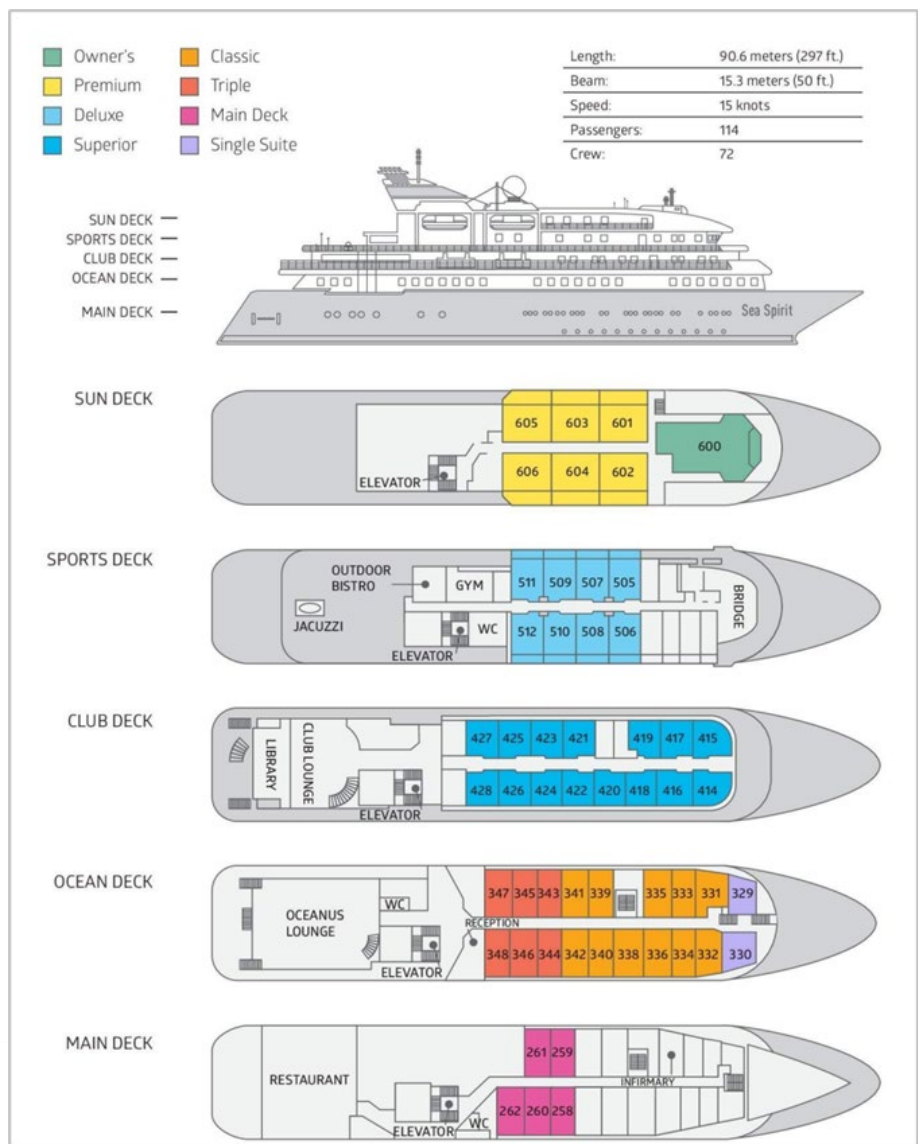 Owner's
Premium
Deluxe
Superior
Classic
Triple
Main Deck
Single Suite
Length: 90.6 meters (297 ft.)
Beam: 15.3 meters (50 ft.)
Speed: 15 knots
Passengers: 114
Crew: 72
SUN DECK
SPORTS DECK
CLUB DECK
OCEAN DECK
MAIN DECK
Sea Spirit
SUN DECK
605 603 601
600
606 604 602
ELEVATOR
SPORTS DECK
OUTDOOR
BISTRO
GYM
511 509 507 505
BRIDGE
JACUZZI
WC
512 510 508 506
ELEVATOR
CLUB DECK
LIBRARY
CLUB LOUNGE
427 425 423 421 419 417 415
428 426 424 422 420 418 416 414
ELEVATOR
OCEAN DECK
347 345 343 341 339 335 333 331 329
WC
OCEANUS
LOUNGE
RECEPTION
348 346 344 342 340 338 336 334 332 330
ELEVATOR
MAIN DECK
261 259
RESTAURANT
INFIRMARY
262 260 258
WC
ELEVATOR